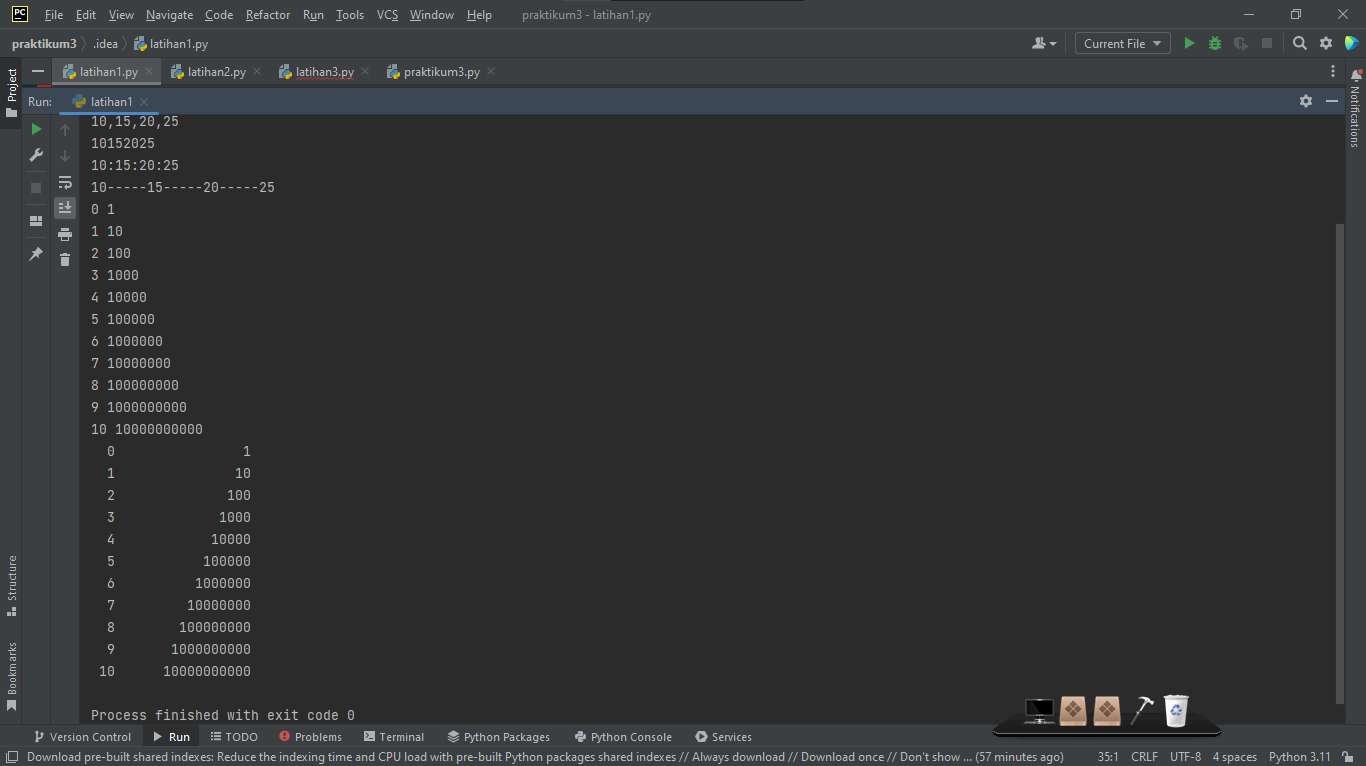 PC File Edit View Navigate Code Refactor Run Tools VCS Window Help praktikum3 - latihan1.py
praktikum3 .idea latihan1.py Current File
Project latihan1.py latihan2.py latihan3.py praktikum3.py
Notifications
Run: latihan1
10,15,20,25
10152025
10:15:20:25
10-----15-----20-----25
0 1
1 10
2 100
3 1000
4 10000
5 100000
6 1000000
7 10000000
8 100000000
9 1000000000
10 10000000000
  0                1
  1               10
  2              100
  3             1000
  4            10000
  5           100000
  6          1000000
  7         10000000
  8        100000000
  9       1000000000
 10      10000000000
Process finished with exit code 0
Structure
Bookmarks
Version Control Run TODO Problems Terminal Python Packages Python Console Services
Download pre-built shared indexes: Reduce the indexing time and CPU load with pre-built Python packages shared indexes // Always download // Download once // Don't show ... (57 minutes ago) 35:1 CRLF UTF-8 4 spaces Python 3.11